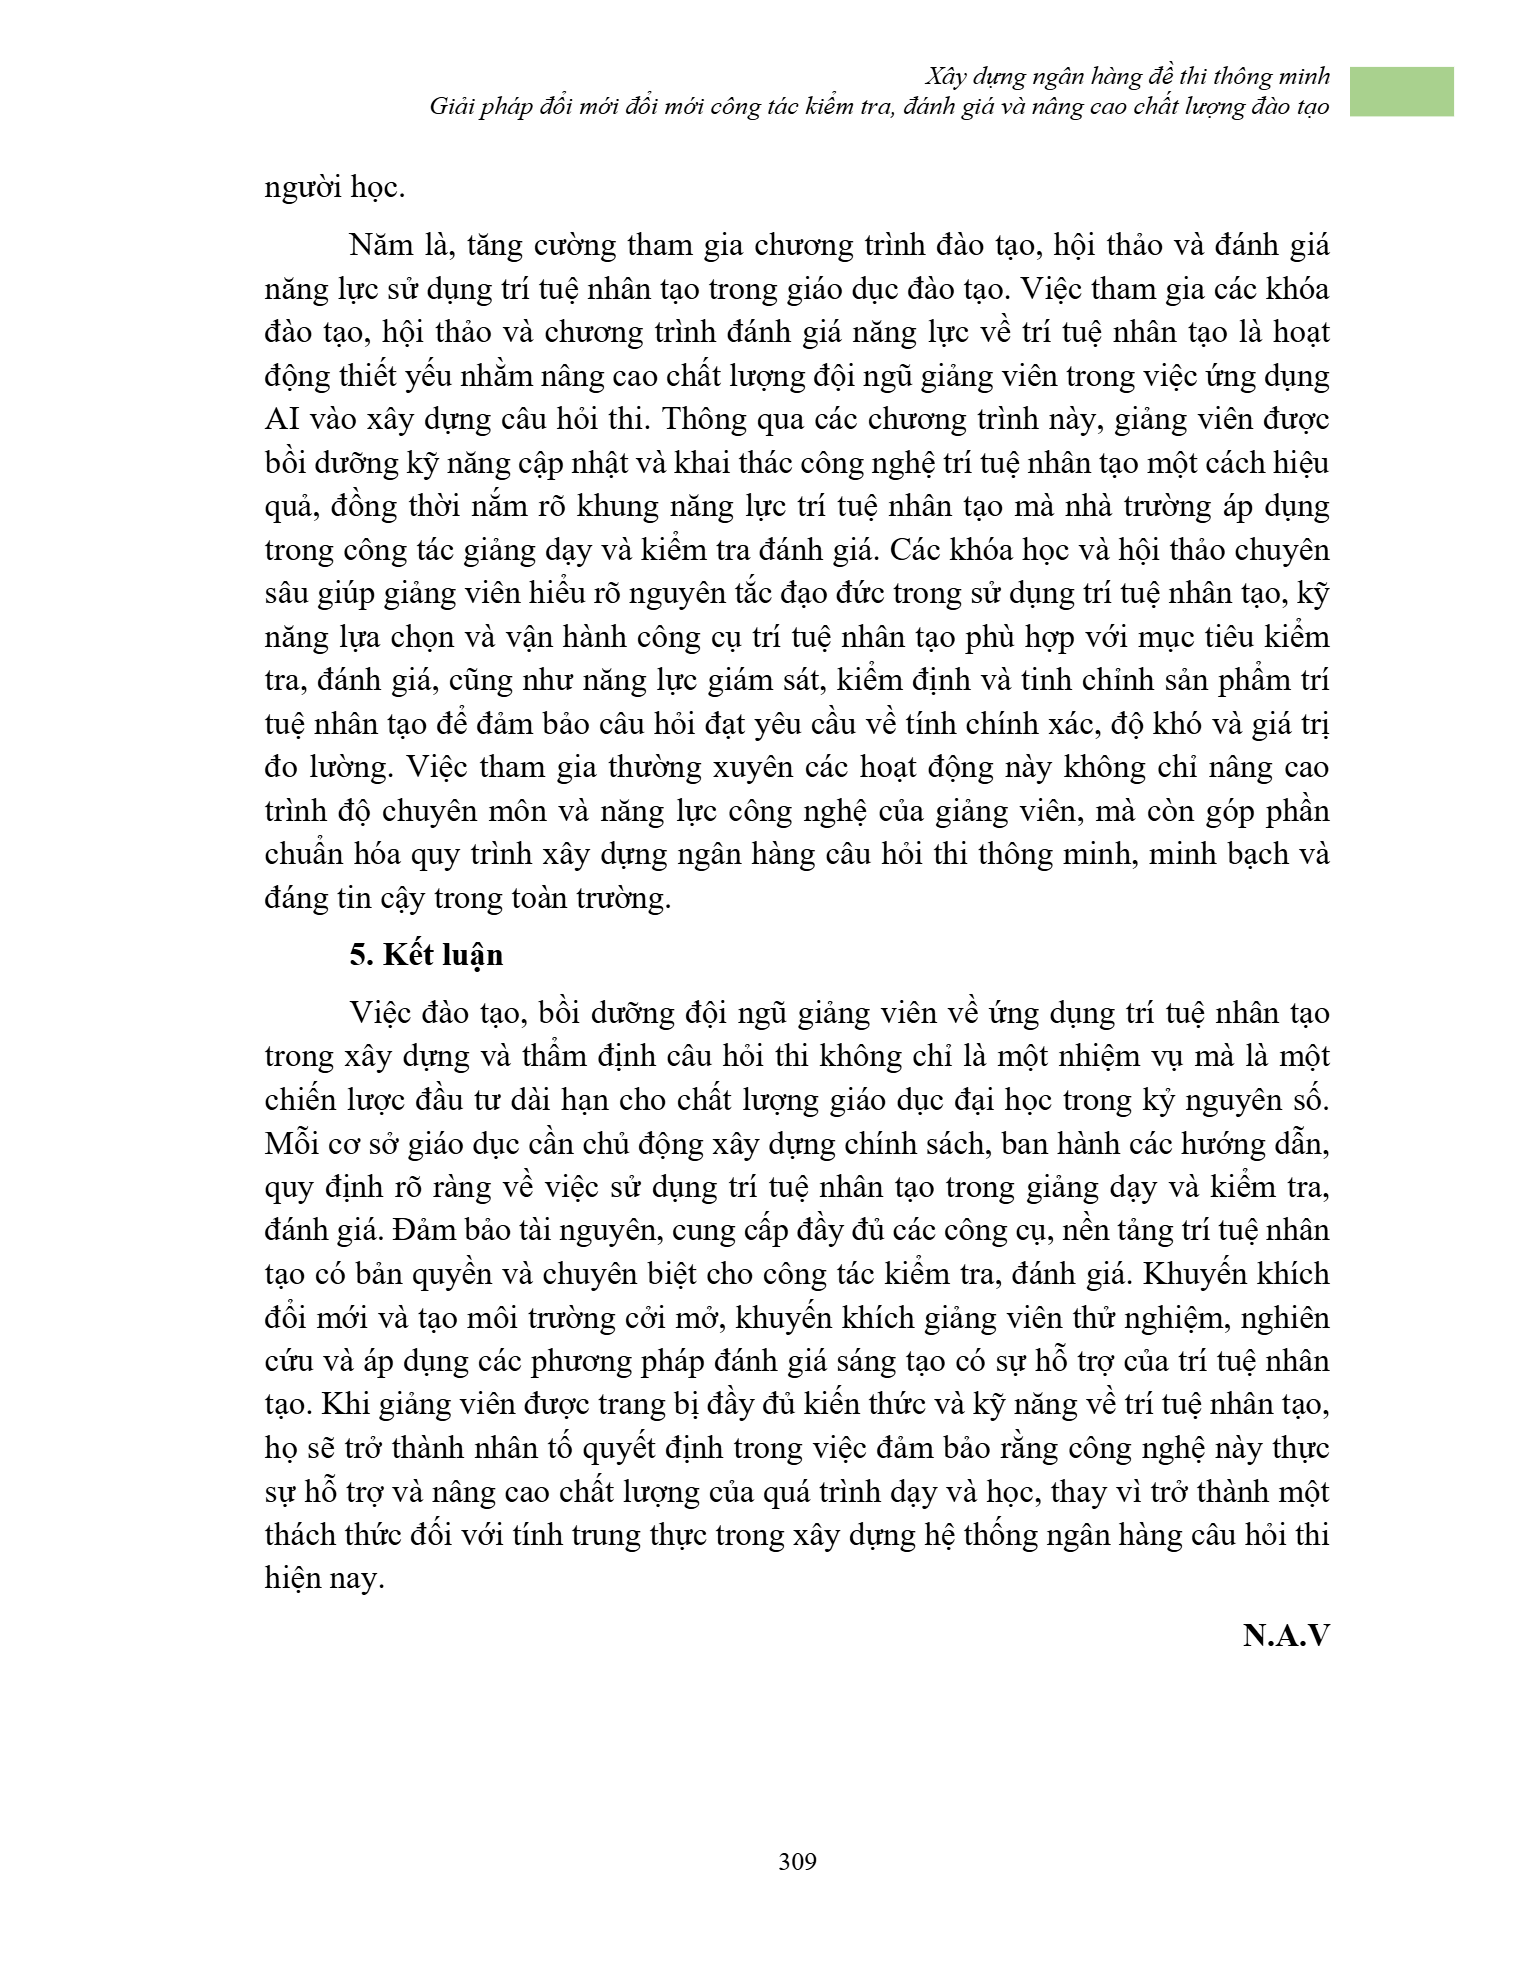 Xây dựng ngân hàng đề thi thông minh
Giải pháp đổi mới đổi mới công tác kiểm tra, đánh giá và nâng cao chất lượng đào tạo
người học.
Năm là, tăng cường tham gia chương trình đào tạo, hội thảo và đánh giá
năng lực sử dụng trí tuệ nhân tạo trong giáo dục đào tạo. Việc tham gia các khóa
đào tạo, hội thảo và chương trình đánh giá năng lực về trí tuệ nhân tạo là hoạt
động thiết yếu nhằm nâng cao chất lượng đội ngũ giảng viên trong việc ứng dụng
AI vào xây dựng câu hỏi thi. Thông qua các chương trình này, giảng viên được
bồi dưỡng kỹ năng cập nhật và khai thác công nghệ trí tuệ nhân tạo một cách hiệu
quả, đồng thời nắm rõ khung năng lực trí tuệ nhân tạo mà nhà trường áp dụng
trong công tác giảng dạy và kiểm tra đánh giá. Các khóa học và hội thảo chuyên
sâu giúp giảng viên hiểu rõ nguyên tắc đạo đức trong sử dụng trí tuệ nhân tạo, kỹ
năng lựa chọn và vận hành công cụ trí tuệ nhân tạo phù hợp với mục tiêu kiểm
tra, đánh giá, cũng như năng lực giám sát, kiểm định và tinh chỉnh sản phẩm trí
tuệ nhân tạo để đảm bảo câu hỏi đạt yêu cầu về tính chính xác, độ khó và giá trị
đo lường. Việc tham gia thường xuyên các hoạt động này không chỉ nâng cao
trình độ chuyên môn và năng lực công nghệ của giảng viên, mà còn góp phần
chuẩn hóa quy trình xây dựng ngân hàng câu hỏi thi thông minh, minh bạch và
đáng tin cậy trong toàn trường.
5. Kết luận
Việc đào tạo, bồi dưỡng đội ngũ giảng viên về ứng dụng trí tuệ nhân tạo
trong xây dựng và thẩm định câu hỏi thi không chỉ là một nhiệm vụ mà là một
chiến lược đầu tư dài hạn cho chất lượng giáo dục đại học trong kỷ nguyên số.
Mỗi cơ sở giáo dục cần chủ động xây dựng chính sách, ban hành các hướng dẫn,
quy định rõ ràng về việc sử dụng trí tuệ nhân tạo trong giảng dạy và kiểm tra,
đánh giá. Đảm bảo tài nguyên, cung cấp đầy đủ các công cụ, nền tảng trí tuệ nhân
tạo có bản quyền và chuyên biệt cho công tác kiểm tra, đánh giá. Khuyến khích
đổi mới và tạo môi trường cởi mở, khuyến khích giảng viên thử nghiệm, nghiên
cứu và áp dụng các phương pháp đánh giá sáng tạo có sự hỗ trợ của trí tuệ nhân
tạo. Khi giảng viên được trang bị đầy đủ kiến thức và kỹ năng về trí tuệ nhân tạo,
họ sẽ trở thành nhân tố quyết định trong việc đảm bảo rằng công nghệ này thực
sự hỗ trợ và nâng cao chất lượng của quá trình dạy và học, thay vì trở thành một
thách thức đối với tính trung thực trong xây dựng hệ thống ngân hàng câu hỏi thi
hiện nay.
N.A.V
309